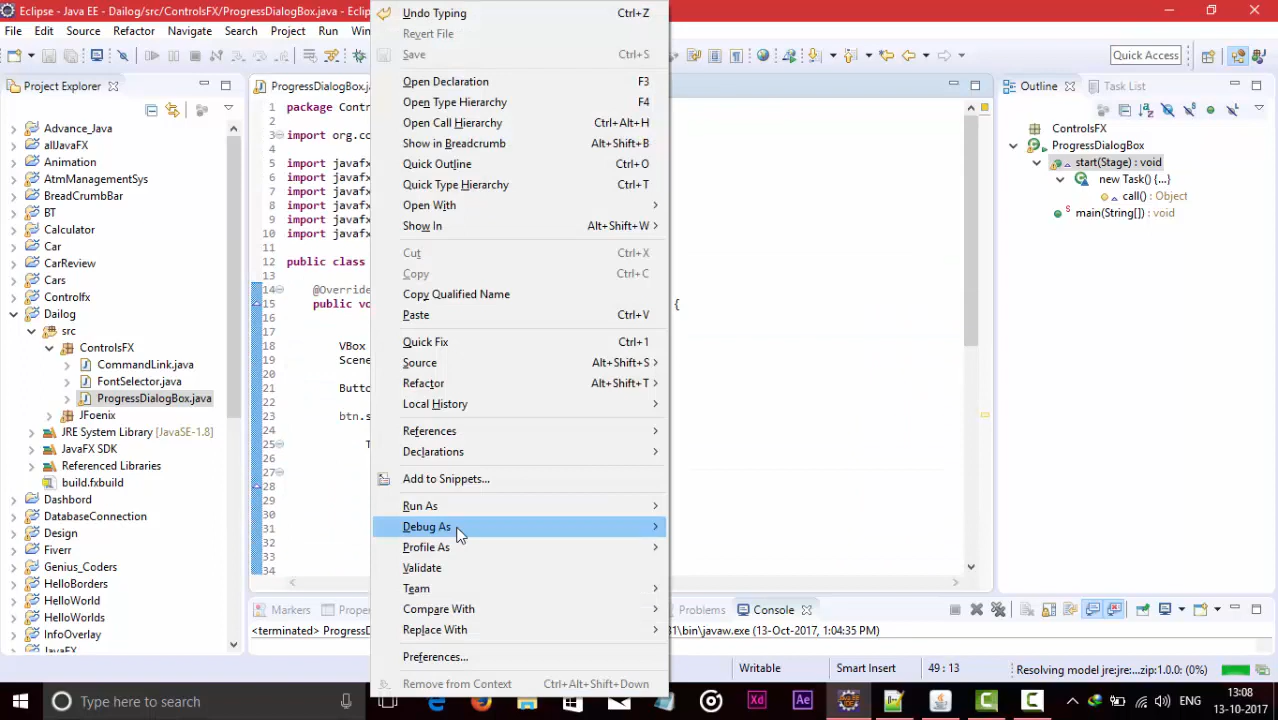 Eclipse - Java EE - Dailog/src/ControlsFX/ProgressDialogBox.java - Eclipse
File Edit Source Refactor Navigate Search Project Run
Quick Access
Project Explorer
Advance_Java
allJavaFX
Animation
AtmManagementSys
BreadCrumbBar
BT
Calculator
Car
CarReview
Cars
Controlfx
Dailog
src
ControlsFX
CommandLink.java
FontSelector.java
ProgressDialogBox.java
JFoenix
JRE System Library [JavaSE-1.8]
JavaFX SDK
Referenced Libraries
build.fxbuild
Dashbord
DatabaseConnection
Design
Fiverr
Genius_Coders
HelloBorders
HelloWorld
HelloWorlds
InfoOverlay
JavaFX
ProgressDialogBox.j
1 package Contr
2
3 import org.co
4
5 import javafx
6 import javafx
7 import javafx
8 import javafx
9 import javafx
10 import javafx
11
12 public class
13
14 @Override
15 public vo {
16
17
18 VBox
19 Scene
20
21 Butto
22
23 btn.s
24
25 T
26
27
28
29
30
31
32
33
34
Undo Typing Ctrl+Z
Revert File
Save Ctrl+S
Open Declaration F3
Open Type Hierarchy F4
Open Call Hierarchy Ctrl+Alt+H
Show in Breadcrumb Alt+Shift+B
Quick Outline Ctrl+O
Quick Type Hierarchy Ctrl+T
Open With
Show In Alt+Shift+W
Cut Ctrl+X
Copy Ctrl+C
Copy Qualified Name
Paste Ctrl+V
Quick Fix Ctrl+1
Source Alt+Shift+S
Refactor Alt+Shift+T
Local History
References
Declarations
Add to Snippets...
Run As
Debug As
Profile As
Validate
Team
Compare With
Replace With
Preferences...
Remove from Context Ctrl+Alt+Shift+Down
Outline Task List
ControlsFX
ProgressDialogBox
start(Stage) : void
new Task() {...}
call() : Object
main(String[]) : void
Markers Prope Problems Console
<terminated> ProgressD 81\bin\javaw.exe (13-Oct-2017, 1:04:35 PM)
Writable Smart Insert 49 : 13 Resolving model jrejre:...zip:1.0.0: (0%)
Type here to search
Xd Ae ENG 13:08
13-10-2017